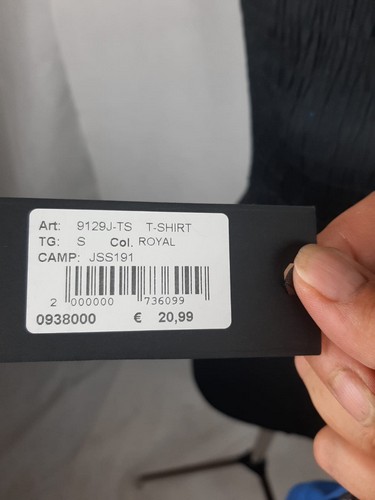 Art: 9129J-TS T-SHIRT
TG: S Col. ROYAL
CAMP: JSS191
2 000000 736099
0938000 € 20,99